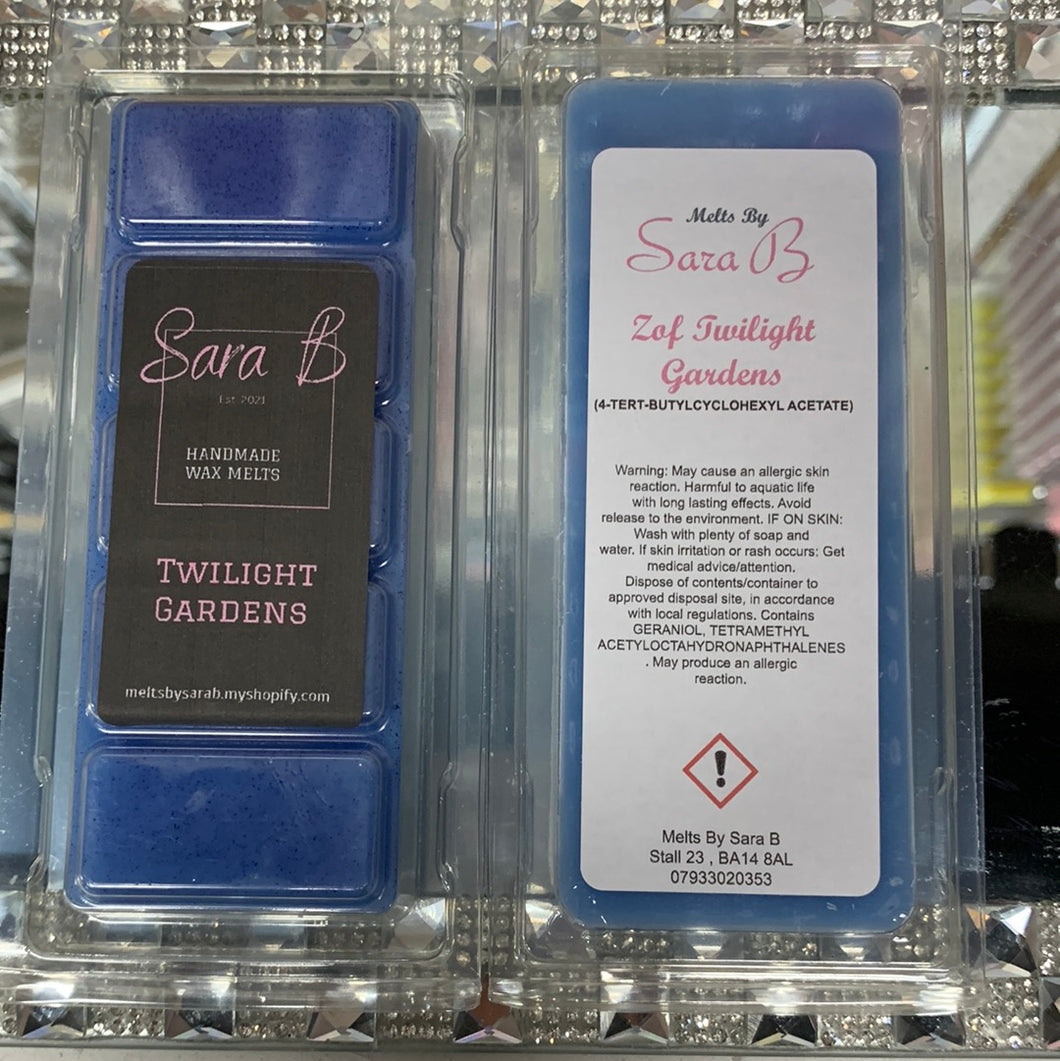 Sara B
Est 2021
HANDMADE
WAX MELTS
TWILIGHT
GARDENS
meltsbysarab.myshopify.com
Melts By
Sara B
Zof Twilight
Gardens
(4-TERT-BUTYLCYCLOHEXYL ACETATE)
Warning: May cause an allergic skin
reaction. Harmful to aquatic life
with long lasting effects. Avoid
release to the environment. IF ON SKIN:
Wash with plenty of soap and
water. If skin irritation or rash occurs: Get
medical advice/attention.
Dispose of contents/container to
approved disposal site, in accordance
with local regulations. Contains
GERANIOL, TETRAMETHYL
ACETYLOCTAHYDRONAPHTHALENES
. May produce an allergic
reaction.
Melts By Sara B
Stall 23 , BA14 8AL
07933020353